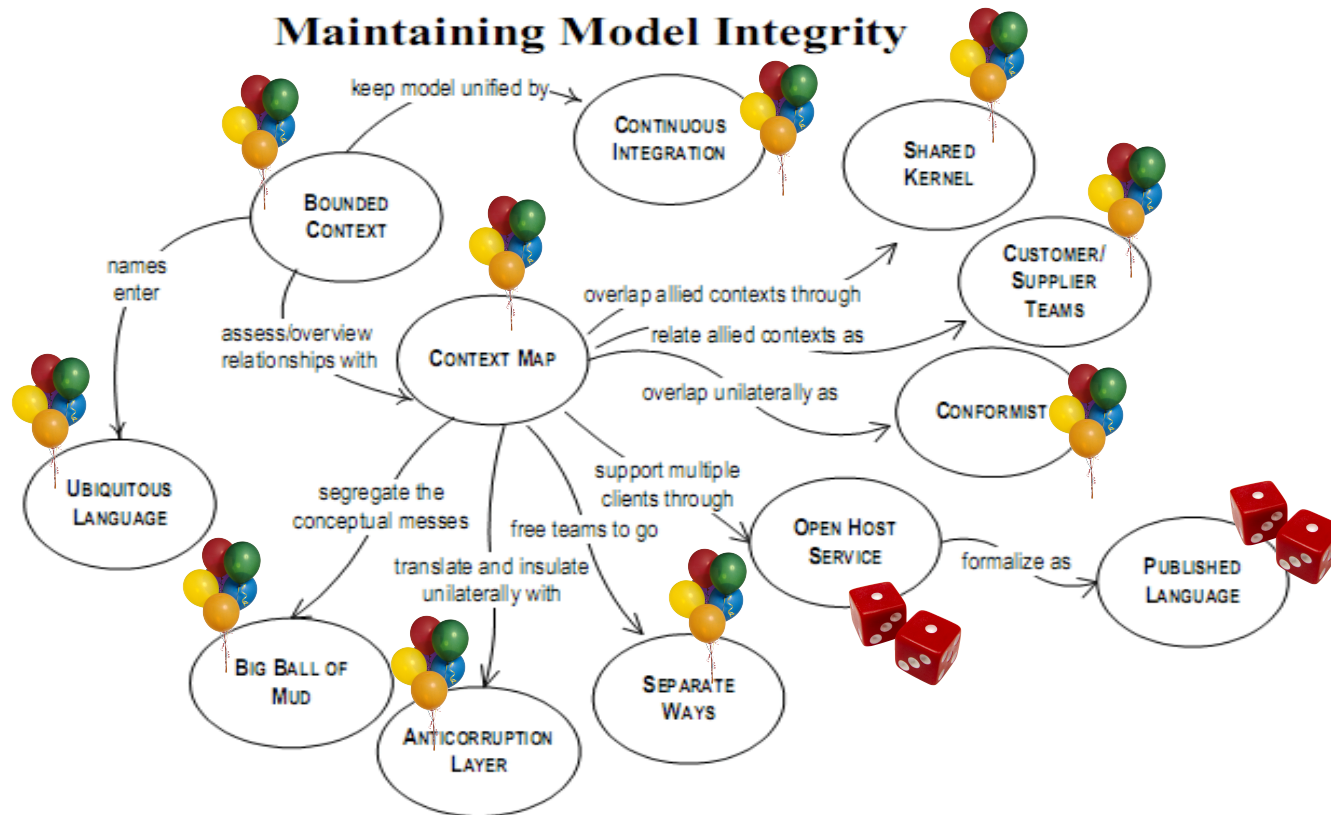 Maintaining Model Integrity
keep model unified by
CONTINUOUS
INTEGRATION
SHARED
KERNEL
BOUNDED
CONTEXT
names
enter
CUSTOMER/
SUPPLIER
TEAMS
overlap allied contexts through
assess/overview
relationships with
relate allied contexts as
CONTEXT MAP
overlap unilaterally as
CONFORMIST
UBIQUITOUS
LANGUAGE
segregate the
conceptual messes
support multiple
clients through
free teams to go
OPEN HOST
SERVICE
formalize as
PUBLISHED
LANGUAGE
translate and insulate
unilaterally with
BIG BALL OF
MUD
SEPARATE
WAYS
ANTICORRUPTION
LAYER